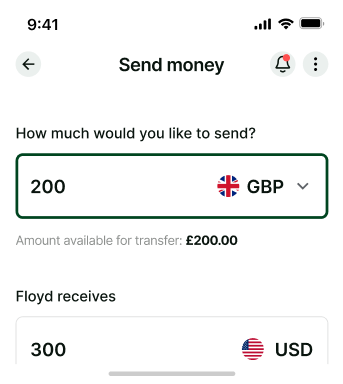 9:41
Send money
How much would you like to send?
200 GBP
Amount available for transfer: £200.00
Floyd receives
300 USD